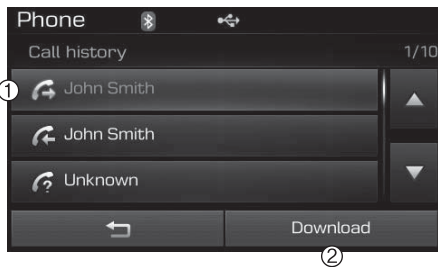 Phone
Call history 1/10
① John Smith
John Smith
? Unknown
Download
②